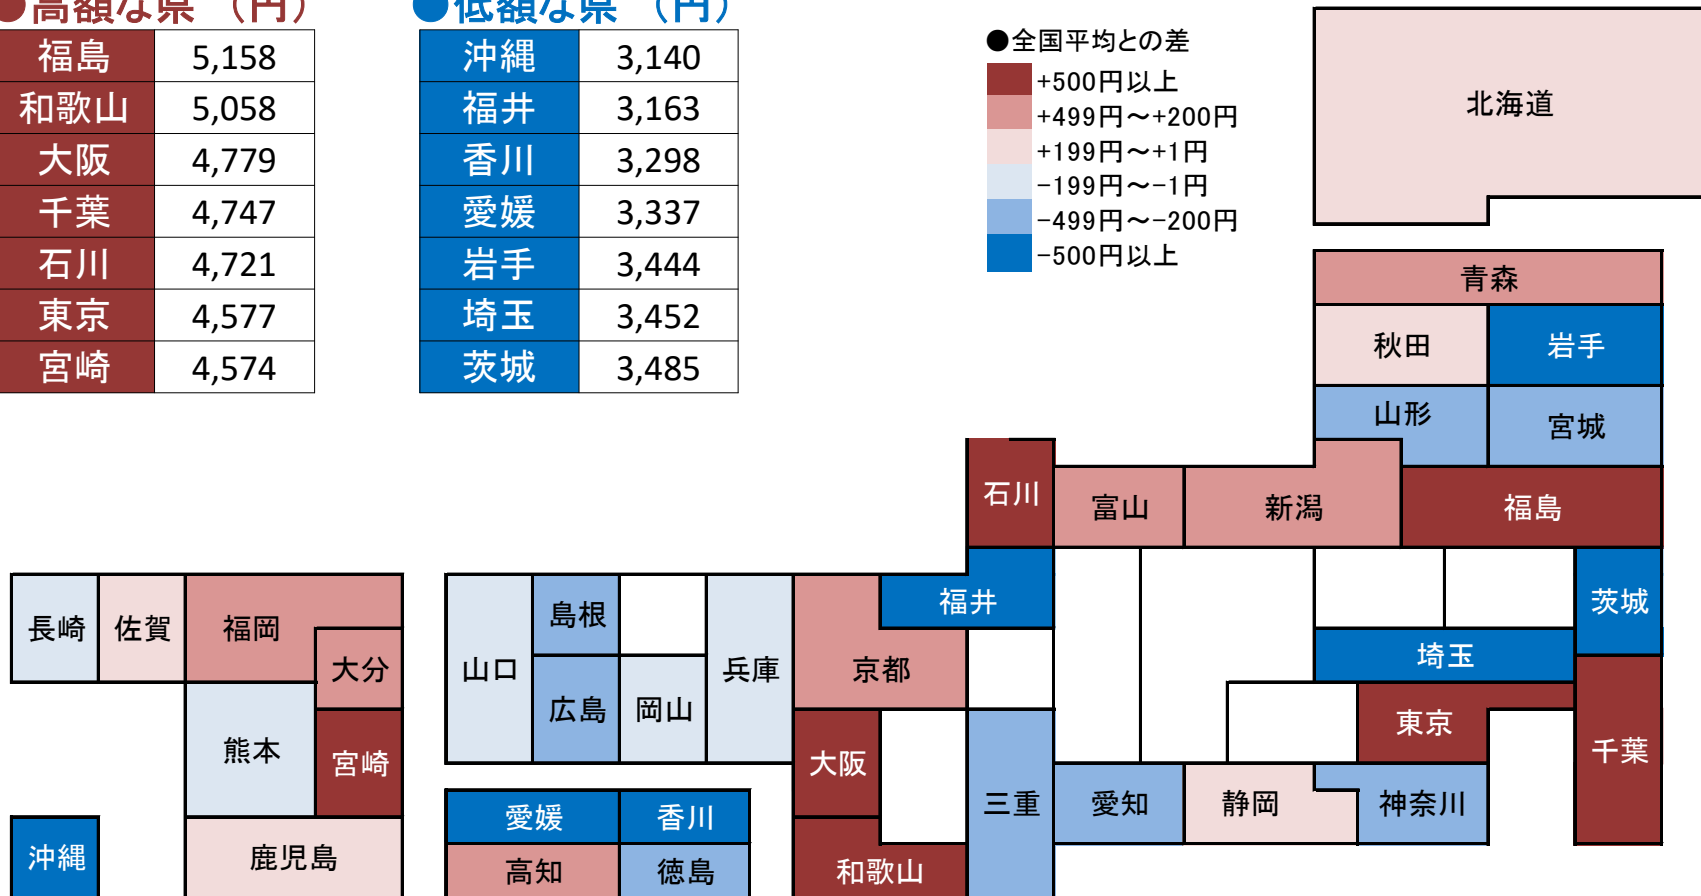 ●高額な県 （円）
福島 5,158
和歌山 5,058
大阪 4,779
千葉 4,747
石川 4,721
東京 4,577
宮崎 4,574
●低額な県 （円）
沖縄 3,140
福井 3,163
香川 3,298
愛媛 3,337
岩手 3,444
埼玉 3,452
茨城 3,485
●全国平均との差
+500円以上
+499円～+200円
+199円～+1円
-199円～-1円
-499円～-200円
-500円以上
北海道
青森
秋田 岩手
山形 宮城
石川 富山 新潟 福島
福井 茨城
長崎 佐賀 福岡 島根
大分 山口 兵庫 京都 埼玉
広島 岡山 東京
熊本 宮崎 大阪 千葉
三重 愛知 静岡 神奈川
愛媛 香川
沖縄 鹿児島 高知 徳島 和歌山